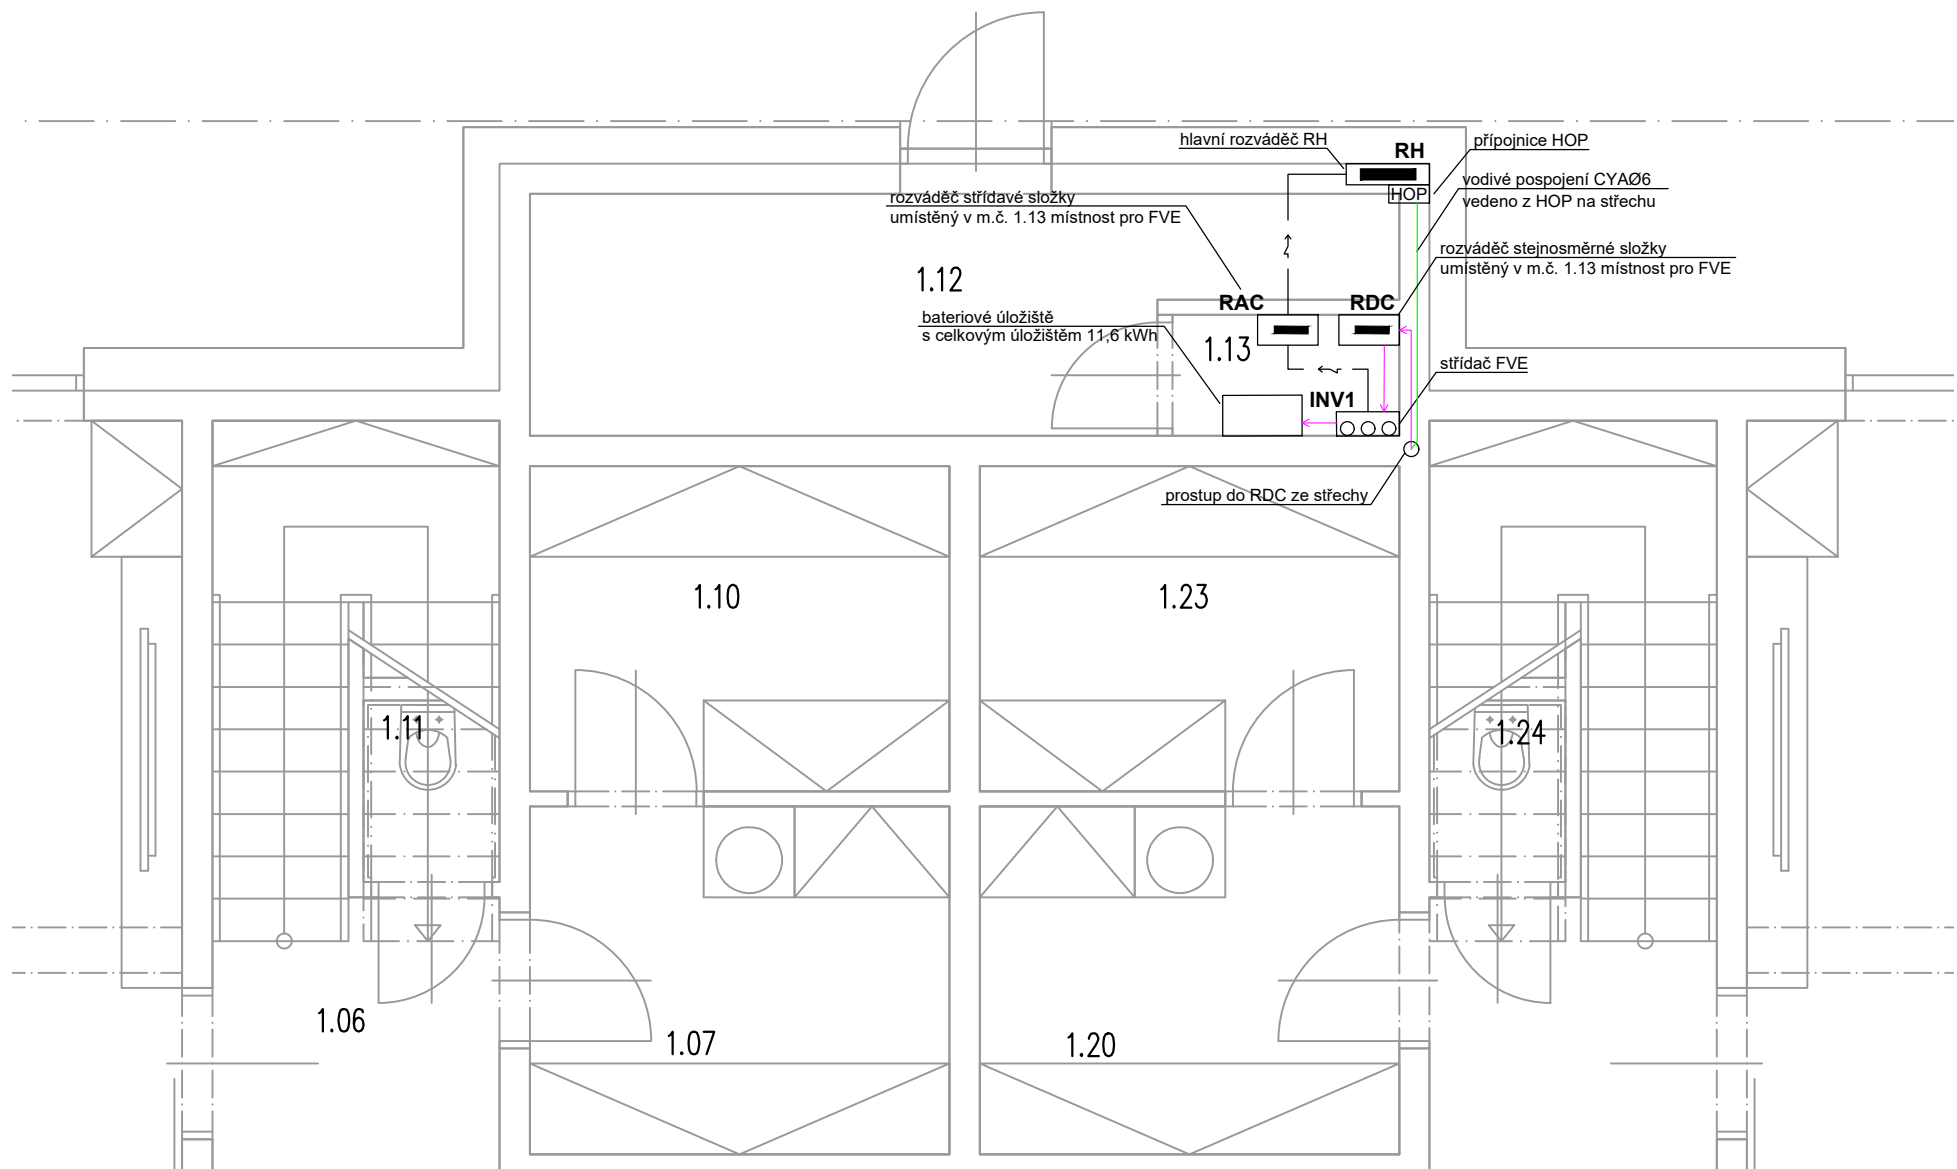 hlavní rozváděč RH
RH
přípojnice HOP
HOP
vodivé pospojení CYAØ6
vedeno z HOP na střechu
rozváděč střídavé složky
umístěný v m.č. 1.13 místnost pro FVE
rozváděč stejnosměrné složky
umístěný v m.č. 1.13 místnost pro FVE
1.12
RAC
RDC
bateriové úložiště
s celkovým úložištěm 11,6 kWh
1.13
střídač FVE
INV1
prostup do RDC ze střechy
1.10
1.23
1.11
1.24
1.06
1.07
1.20